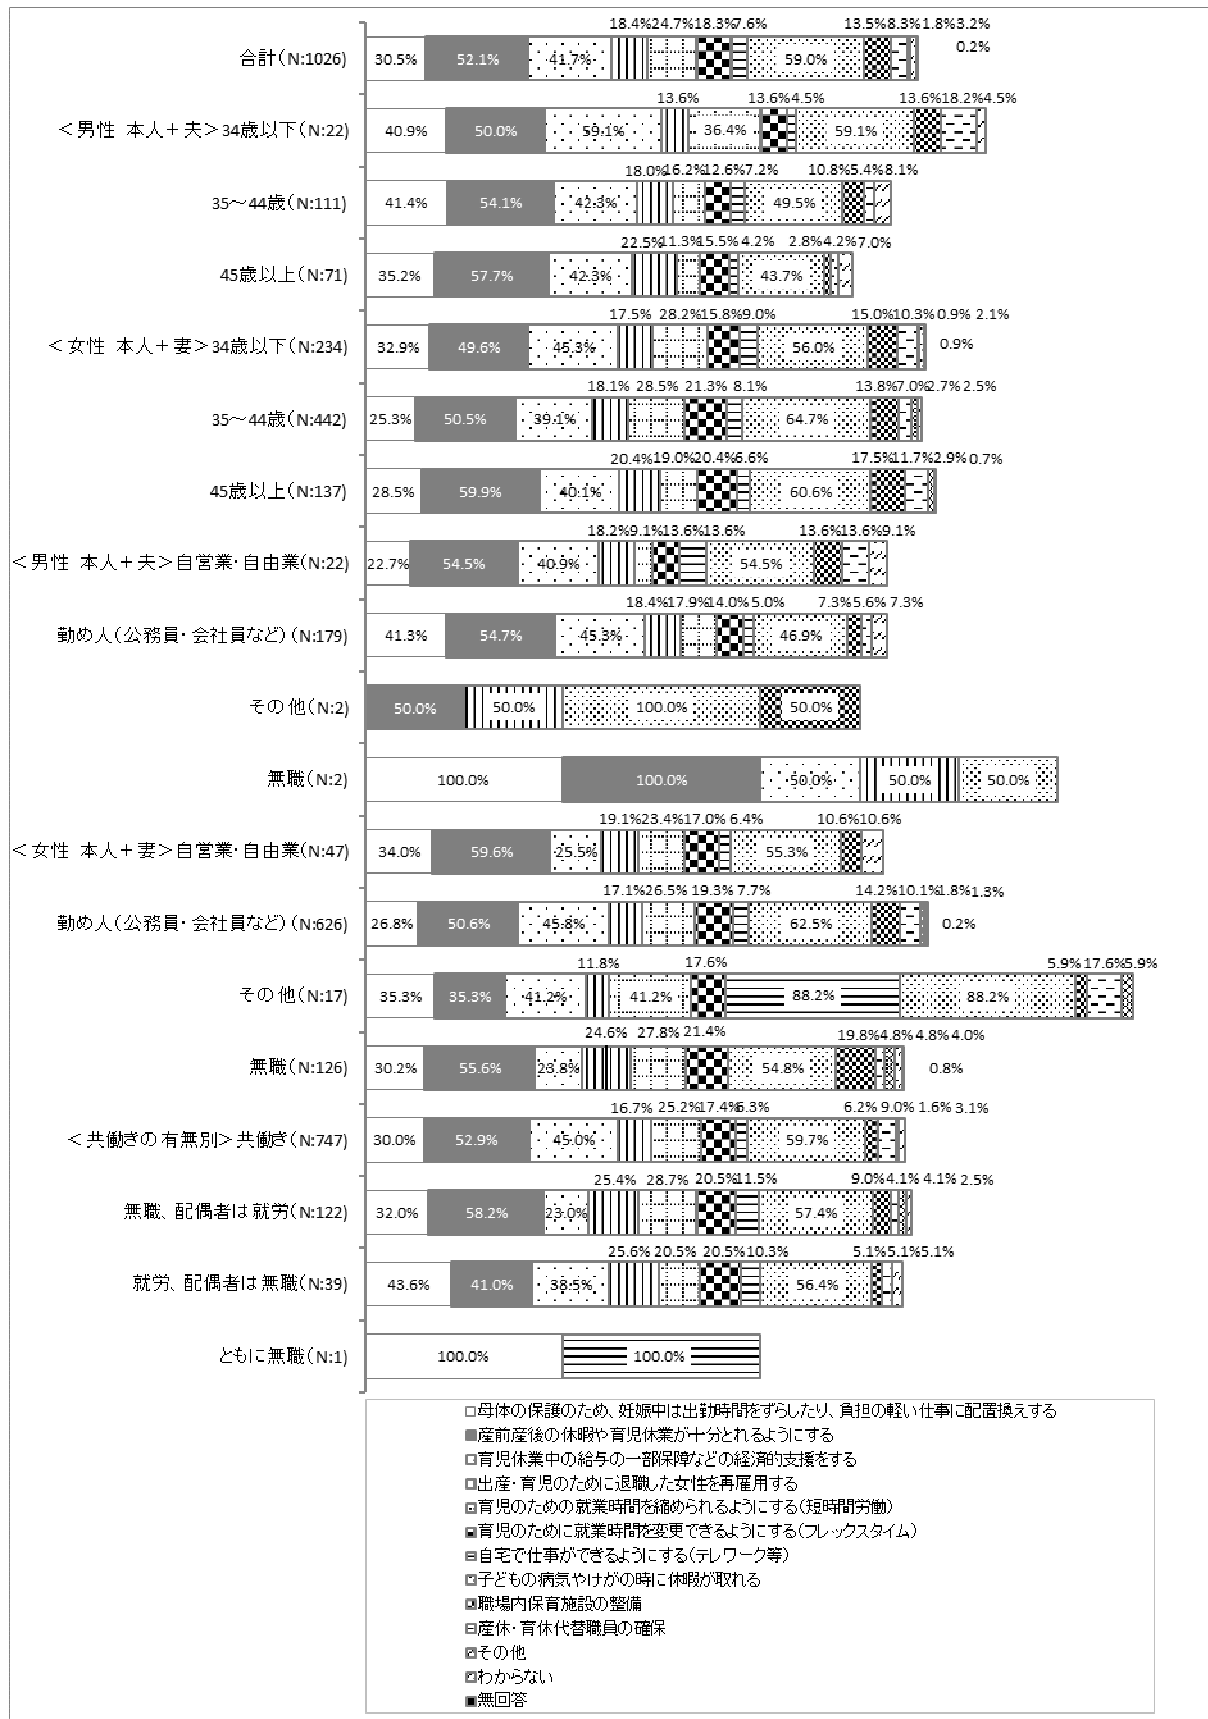 18.4% 24.7% 18.3% 7.6% 13.5% 8.3% 1.8% 3.2%
合計(N:1026) 30.5% 52.1% 41.7% 59.0% 0.2%
13.6% 13.6% 4.5% 13.6% 18.2% 4.5%
＜男性 本人＋夫＞34歳以下(N:22) 40.9% 50.0% 59.1% 36.4% 59.1%
18.0% 16.2% 12.6% 7.2% 10.8% 5.4% 8.1%
35～44歳(N:111) 41.4% 54.1% 42.3% 49.5%
22.5% 11.3% 15.5% 4.2% 2.8% 4.2% 7.0%
45歳以上(N:71) 35.2% 57.7% 42.3% 43.7%
17.5% 28.2% 15.8% 9.0% 15.0% 10.3% 0.9% 2.1%
＜女性 本人＋妻＞34歳以下(N:234) 32.9% 49.6% 45.3% 56.0% 0.9%
18.1% 28.5% 21.3% 8.1% 13.8% 7.0% 2.7% 2.5%
35～44歳(N:442) 25.3% 50.5% 39.1% 64.7%
20.4% 19.0% 20.4% 6.6% 17.5% 11.7% 2.9% 0.7%
45歳以上(N:137) 28.5% 59.9% 40.1% 60.6%
18.2% 9.1% 13.6% 13.6% 13.6% 13.6% 9.1%
＜男性 本人＋夫＞自営業・自由業(N:22) 22.7% 54.5% 40.9% 54.5%
18.4% 17.9% 14.0% 5.0% 7.3% 5.6% 7.3%
勤め人(公務員・会社員など)(N:179) 41.3% 54.7% 45.3% 46.9%
その他(N:2) 50.0% 50.0% 100.0% 50.0%
無職(N:2) 100.0% 100.0% 50.0% 50.0% 50.0%
19.1% 23.4% 17.0% 6.4% 10.6% 10.6%
＜女性 本人＋妻＞自営業・自由業(N:47) 34.0% 59.6% 25.5% 55.3%
17.1% 26.5% 19.3% 7.7% 14.2% 10.1% 1.8% 1.3%
勤め人(公務員・会社員など)(N:626) 26.8% 50.6% 45.8% 62.5% 0.2%
11.8% 17.6% 5.9% 17.6% 5.9%
その他(N:17) 35.3% 35.3% 41.2% 41.2% 88.2% 88.2%
24.6% 27.8% 21.4% 19.8% 4.8% 4.8% 4.0%
無職(N:126) 30.2% 55.6% 23.8% 54.8% 0.8%
16.7% 25.2% 17.4% 6.3% 6.2% 9.0% 1.6% 3.1%
＜共働きの有無別＞共働き(N:747) 30.0% 52.9% 45.0% 59.7%
25.4% 28.7% 20.5% 11.5% 9.0% 4.1% 4.1% 2.5%
無職、配偶者は就労(N:122) 32.0% 58.2% 23.0% 57.4%
25.6% 20.5% 20.5% 10.3% 5.1% 5.1% 5.1%
就労、配偶者は無職(N:39) 43.6% 41.0% 38.5% 56.4%
ともに無職(N:1) 100.0% 100.0%
母体の保護のため、妊娠中は出勤時間をずらしたり、負担の軽い仕事に配置換えする
産前産後の休暇や育児休業が十分とれるようにする
育児休業中の給与の一部保障などの経済的支援をする
出産・育児のために退職した女性を再雇用する
育児のための就業時間を縮められるようにする(短時間労働)
育児のために就業時間を変更できるようにする(フレックスタイム)
自宅で仕事ができるようにする(テレワーク等)
子どもの病気やけがの時に休暇が取れる
職場内保育施設の整備
産休・育休代替職員の確保
その他
わからない
無回答